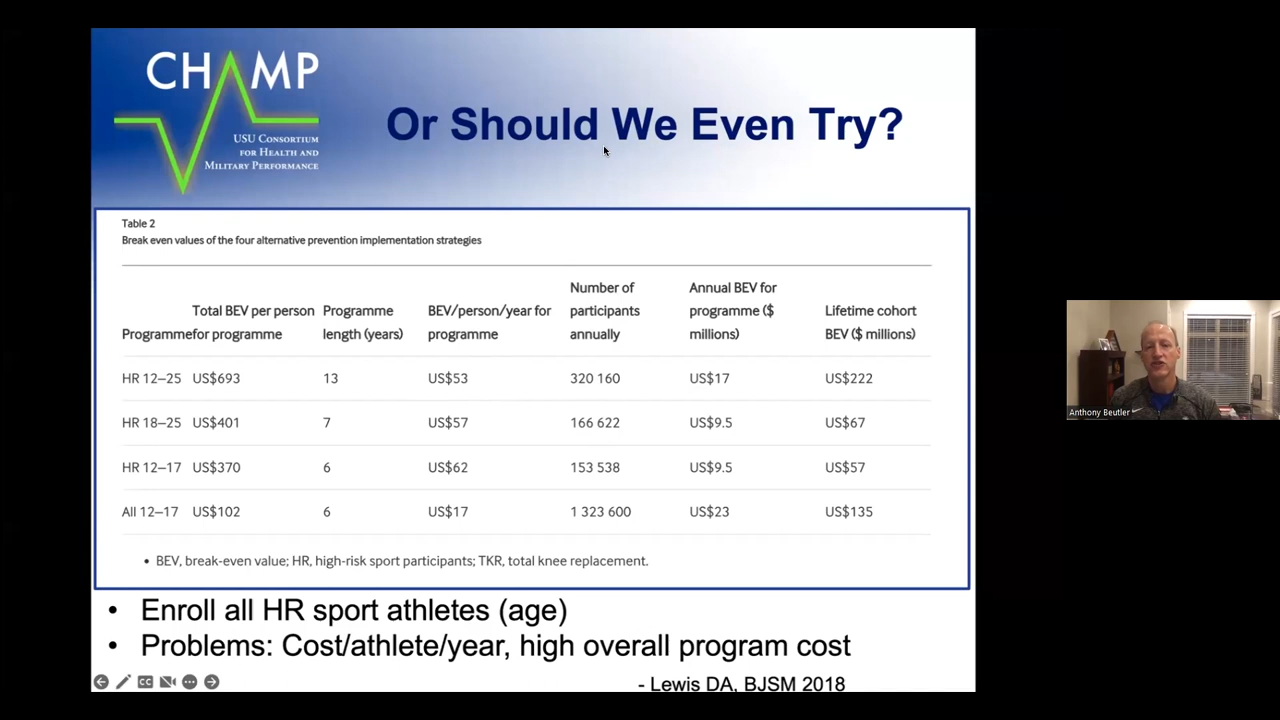 CHAMP
USU CONSORTIUM
FOR HEALTH AND
MILITARY PERFORMANCE
Or Should We Even Try?
Table 2
Break even values of the four alternative prevention implementation strategies
Programme Total BEV per person for programme Programme length (years) BEV/person/year for programme Number of participants annually Annual BEV for programme ($ millions) Lifetime cohort BEV ($ millions)
HR 12–25 US$693 13 US$53 320 160 US$17 US$222
HR 18–25 US$401 7 US$57 166 622 US$9.5 US$67
HR 12–17 US$370 6 US$62 153 538 US$9.5 US$57
All 12–17 US$102 6 US$17 1 323 600 US$23 US$135
• BEV, break-even value; HR, high-risk sport participants; TKR, total knee replacement.
• Enroll all HR sport athletes (age)
• Problems: Cost/athlete/year, high overall program cost
- Lewis DA, BJSM 2018
CC
Anthony Beutler